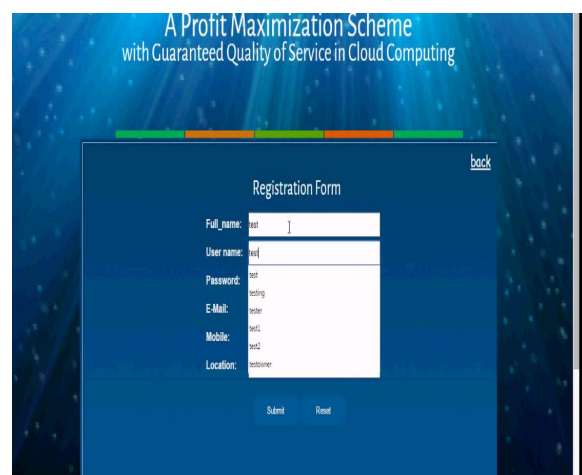 A Profit Maximization Scheme
with Guaranteed Quality of Service in Cloud Computing
back
Registration Form
Full_name: test
User name: test
Password: test
testing
E-Mail: tester
test1
Mobile: test2
Location: testowner
Submit Reset